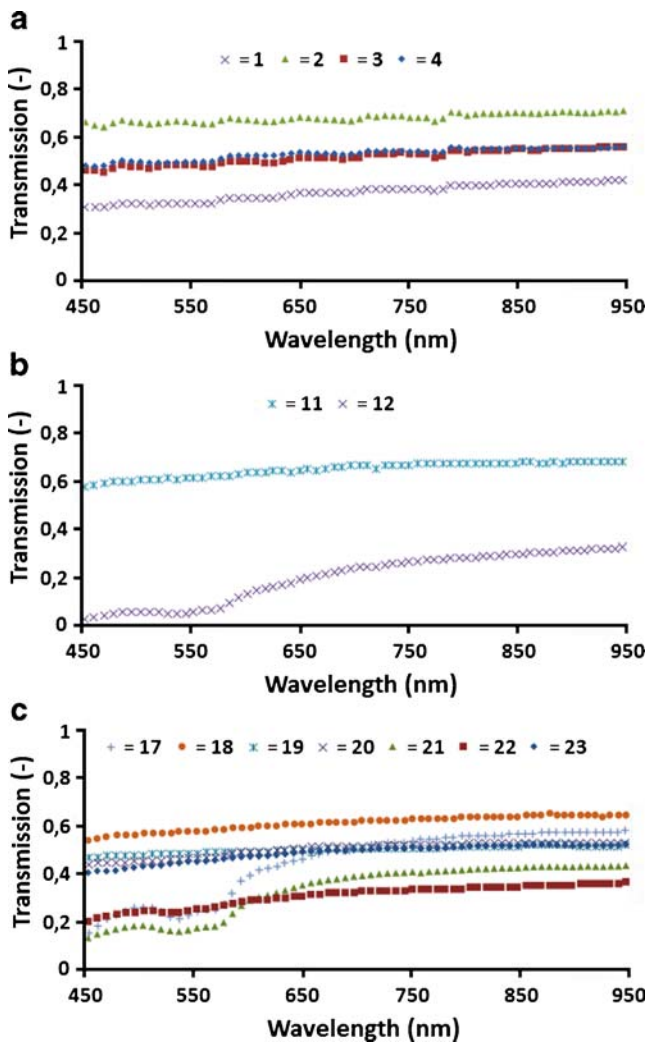 a
1
0,8
0,6
0,4
0,2
0
Transmission (-)
= 1 = 2 = 3 = 4
450 550 650 750 850 950
Wavelength (nm)
b
1
0,8
0,6
0,4
0,2
0
Transmission (-)
= 11 = 12
450 550 650 750 850 950
Wavelength (nm)
c
1
0,8
0,6
0,4
0,2
0
Transmission (-)
= 17 = 18 = 19 = 20 = 21 = 22 = 23
450 550 650 750 850 950
Wavelength (nm)